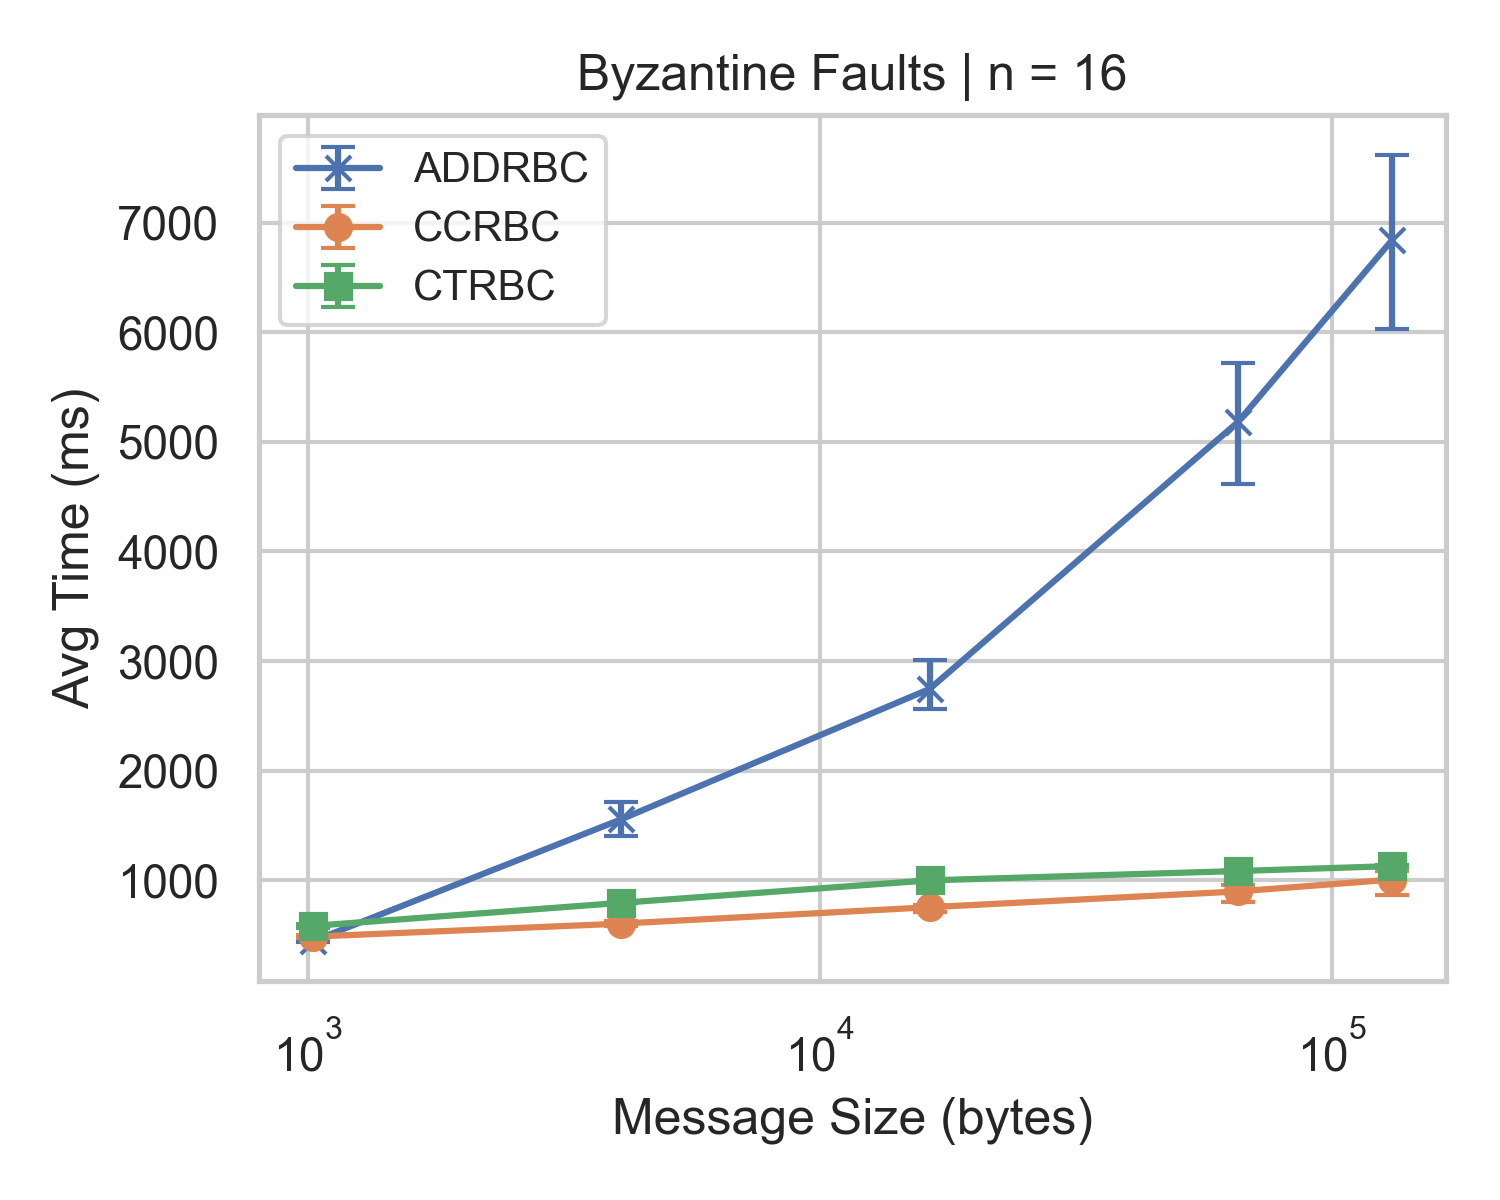 Byzantine Faults | n = 16
ADDRBC
CCRBC
CTRBC
7000
6000
5000
4000
3000
2000
1000
Avg Time (ms)
10³
10⁴
10⁵
Message Size (bytes)